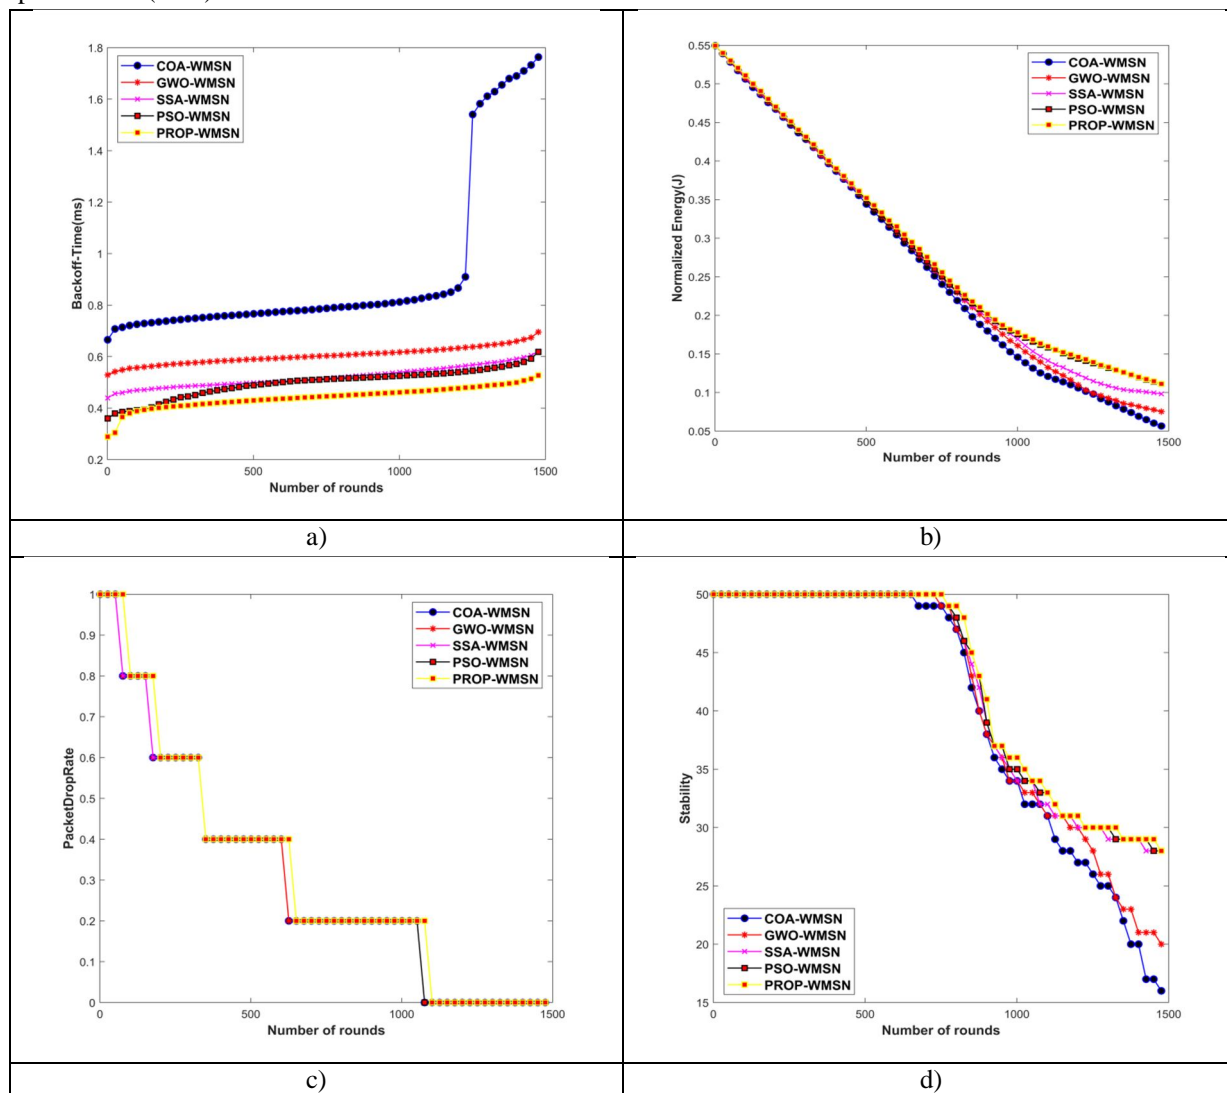 1.8
1.6
1.4
1.2
1
0.8
0.6
0.4
0.2
Backoff-Time(ms)
COA-WMSN
GWO-WMSN
SSA-WMSN
PSO-WMSN
PROP-WMSN
0 500 1000 1500
Number of rounds
0.55
0.5
0.45
0.4
0.35
0.3
0.25
0.2
0.15
0.1
0.05
Normalized Energy(J)
COA-WMSN
GWO-WMSN
SSA-WMSN
PSO-WMSN
PROP-WMSN
0 500 1000 1500
Number of rounds
a)
b)
1
0.9
0.8
0.7
0.6
0.5
0.4
0.3
0.2
0.1
0
PacketDropRate
COA-WMSN
GWO-WMSN
SSA-WMSN
PSO-WMSN
PROP-WMSN
0 500 1000 1500
Number of rounds
50
45
40
35
30
25
20
15
Stability
COA-WMSN
GWO-WMSN
SSA-WMSN
PSO-WMSN
PROP-WMSN
0 500 1000 1500
Number of rounds
c)
d)